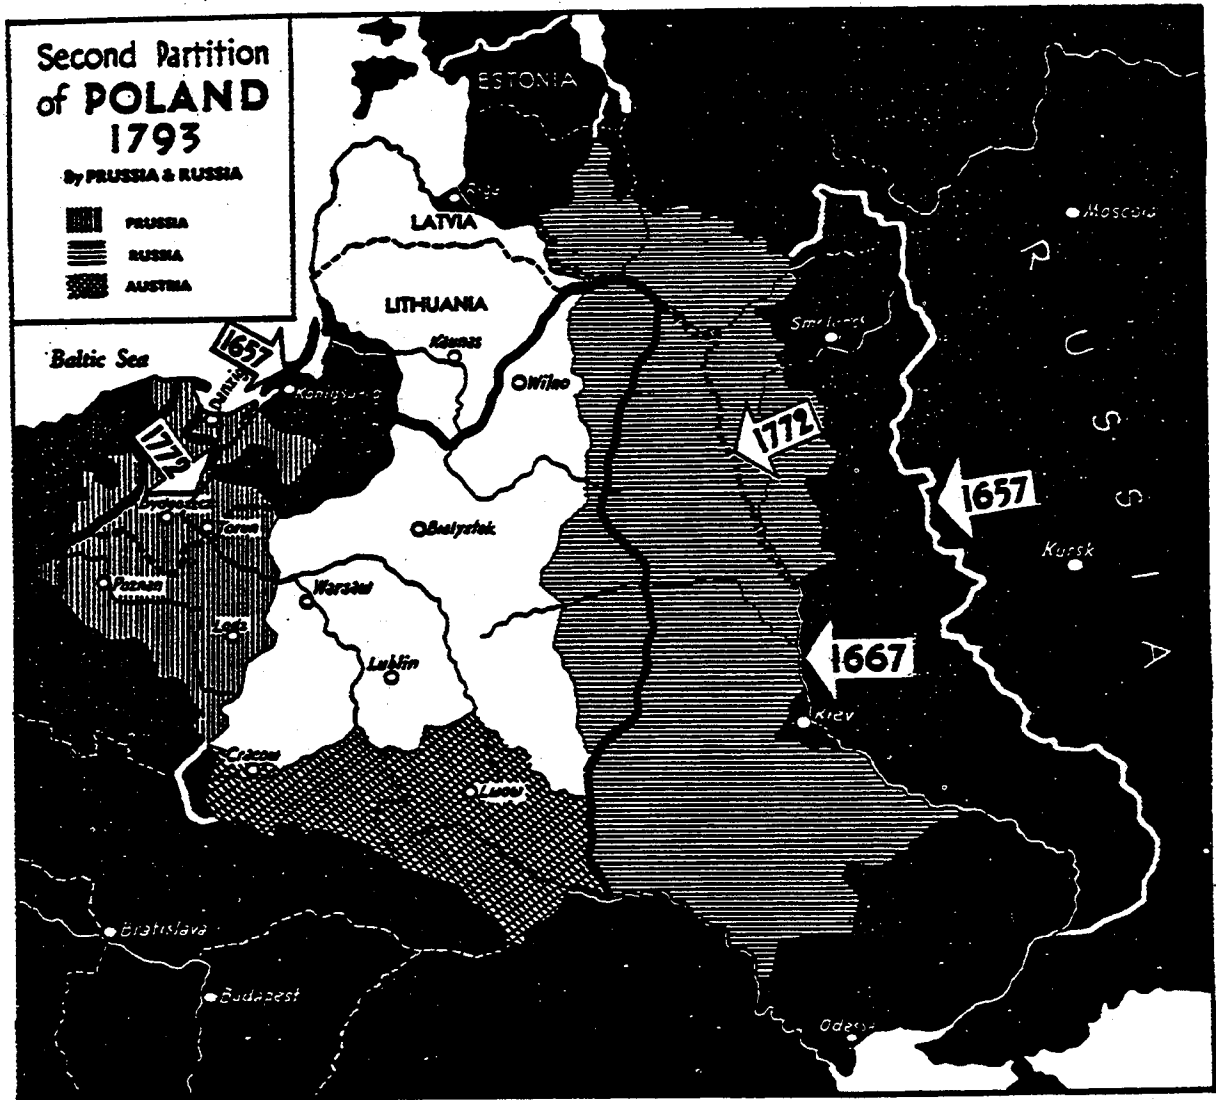 Second Partition
of POLAND
1793
By PRUSSIA & RUSSIA
PRUSSIA
RUSSIA
AUSTRIA
ESTONIA
Riga
LATVIA
Moscow
LITHUANIA
Smolensk
Baltic Sea
1657
Kaunas
Wilno
Danzig
Konigsberg
1772
1772
1657
Bydgoszcz
Torun
Bialystok
Kursk
Poznan
Warsaw
Lodz
Lublin
1667
Kiev
Cracow
Lwow
RUSSIA
Bratislava
Budapest
Odessa